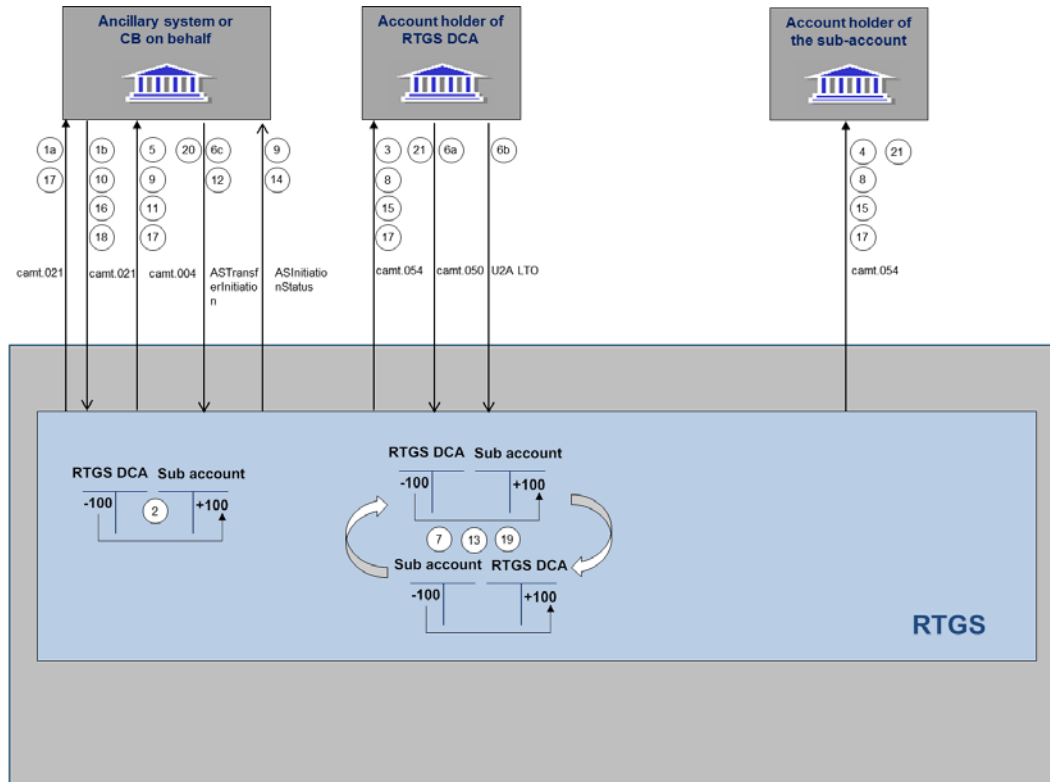 Ancillary system or
CB on behalf
Account holder of
RTGS DCA
Account holder of
the sub-account
1a
17
1b
10
16
18
5
9
11
17
20
6c
12
9
14
3
8
15
17
21
6a
6b
4
21
8
15
17
camt.021
camt.021
camt.004
ASTransf
erInitiatio
n
ASInitiatio
nStatus
camt.054
camt.050
U2A LTO
camt.054
RTGS DCA
Sub account
-100
2
+100
RTGS DCA
Sub account
-100
+100
7
13
19
Sub account
RTGS DCA
-100
+100
RTGS